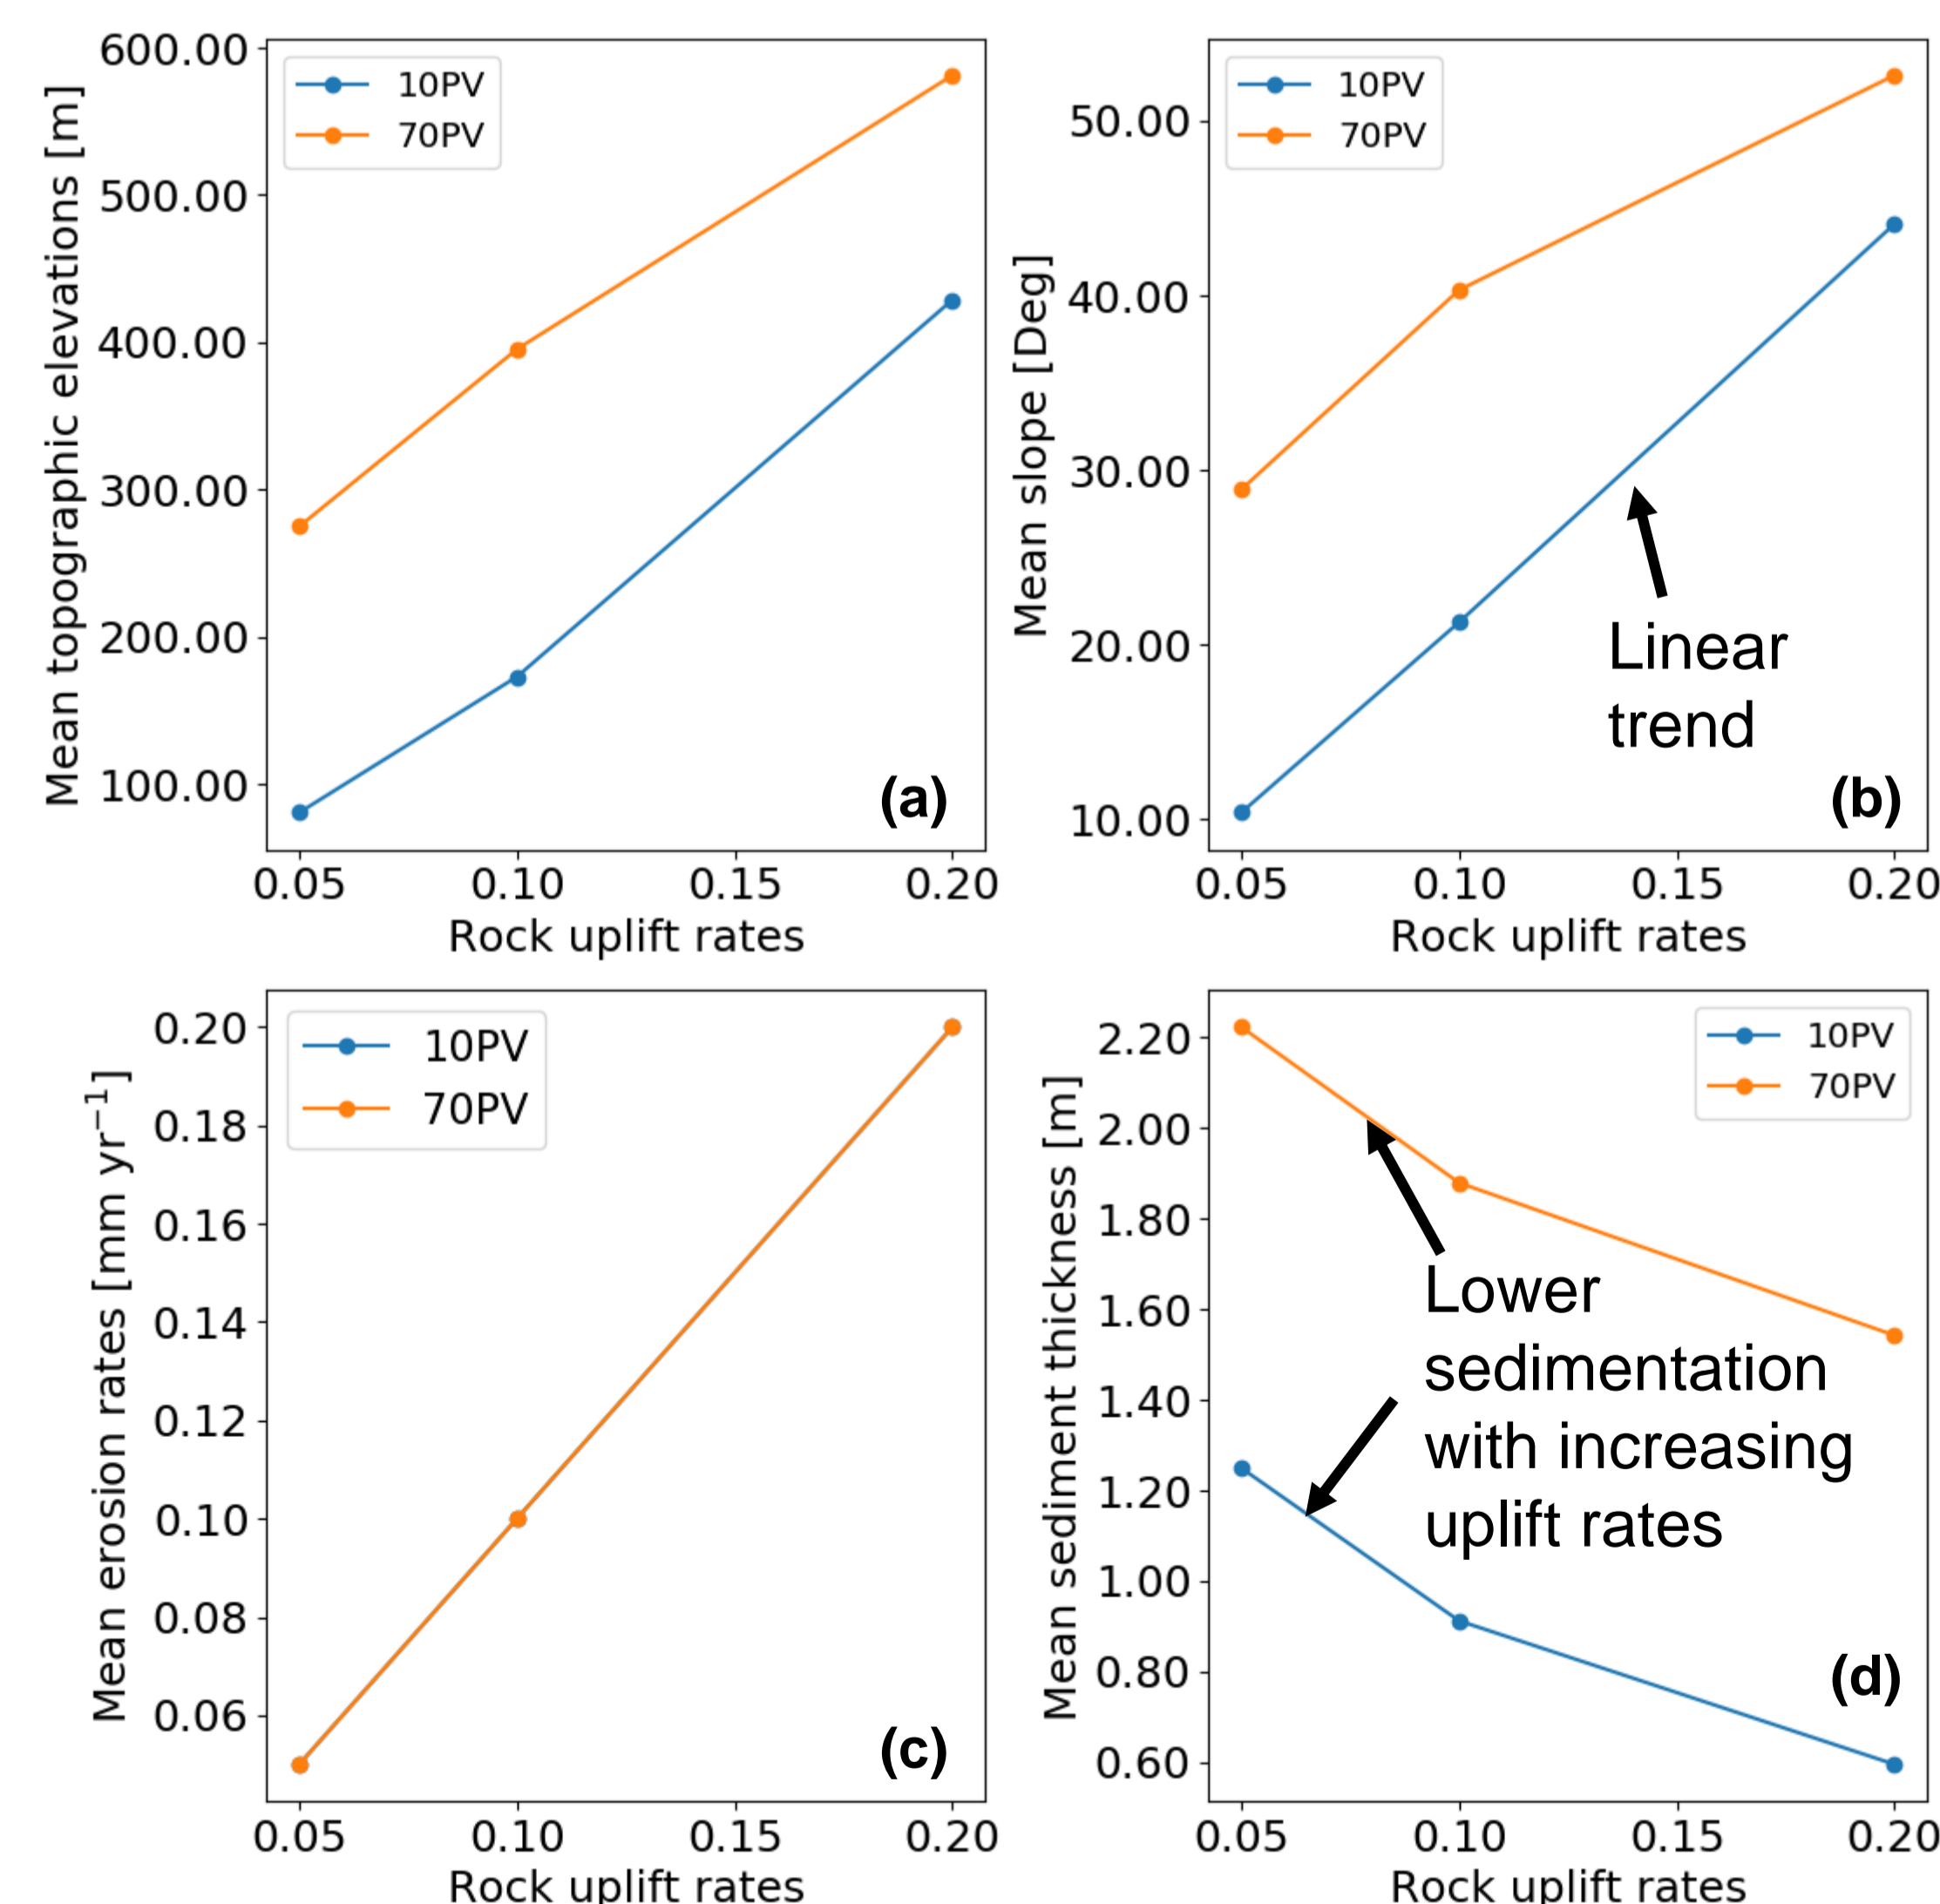 Mean topographic elevations [m]
600.00
500.00
400.00
300.00
200.00
100.00
10PV
70PV
(a)
0.05 0.10 0.15 0.20
Rock uplift rates
Mean slope [Deg]
50.00
40.00
30.00
20.00
10.00
10PV
70PV
Linear
trend
(b)
0.05 0.10 0.15 0.20
Rock uplift rates
Mean erosion rates [mm yr⁻¹]
0.20
0.18
0.16
0.14
0.12
0.10
0.08
0.06
10PV
70PV
(c)
0.05 0.10 0.15 0.20
Rock uplift rates
Mean sediment thickness [m]
2.20
2.00
1.80
1.60
1.40
1.20
1.00
0.80
0.60
10PV
70PV
Lower
sedimentation
with increasing
uplift rates
(d)
0.05 0.10 0.15 0.20
Rock uplift rates